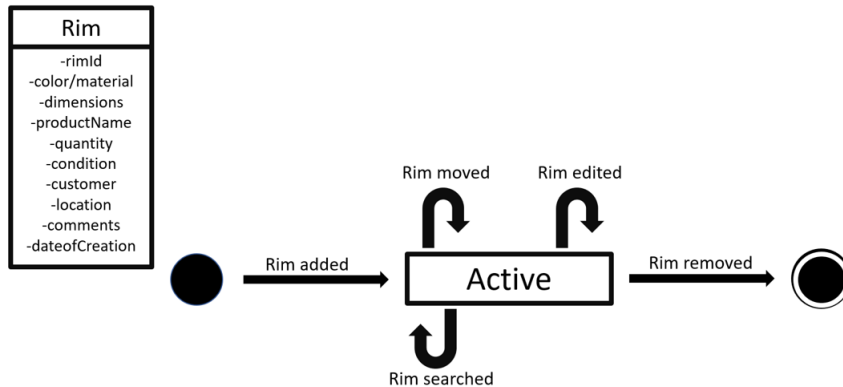 Rim
-rimId
-color/material
-dimensions
-productName
-quantity
-condition
-customer
-location
-comments
-dateofCreation
Rim moved
Rim edited
Rim added
Active
Rim removed
Rim searched